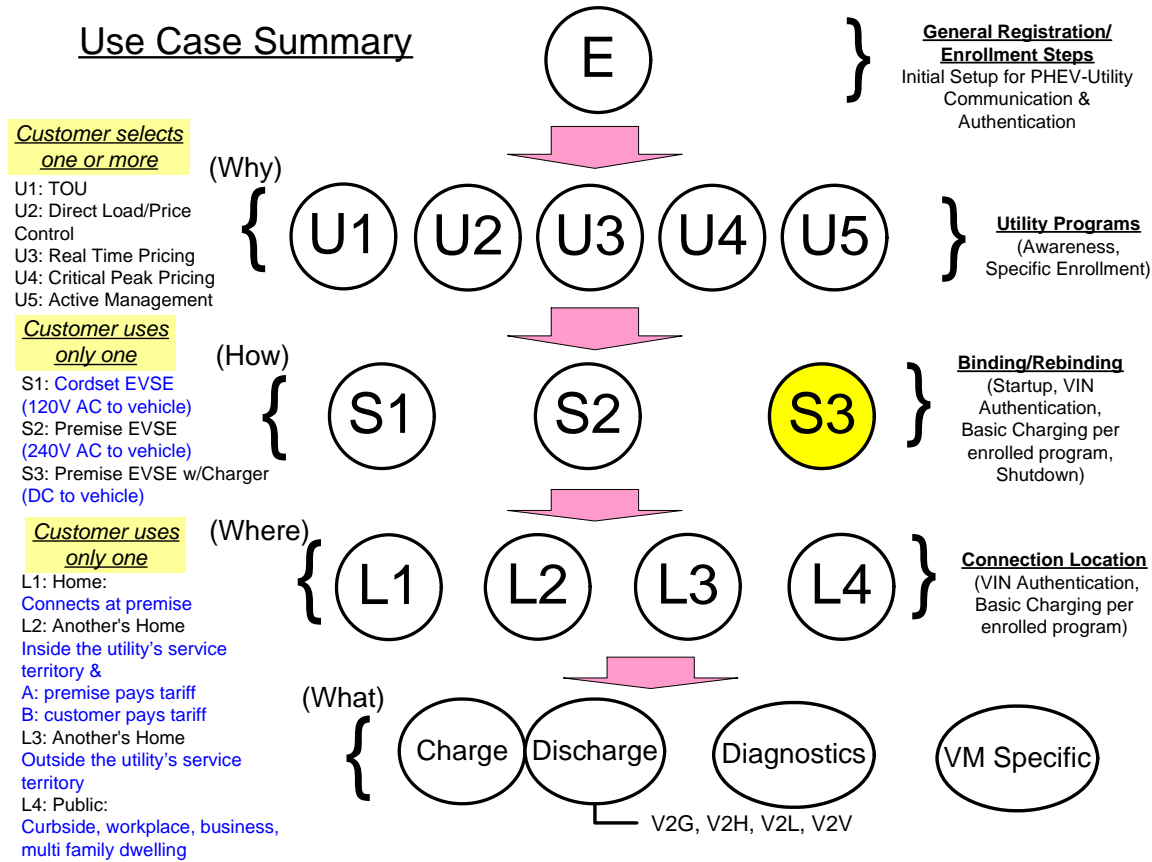 Use Case Summary
E
General Registration/
Enrollment Steps
Initial Setup for PHEV-Utility
Communication &
Authentication
Customer selects
one or more
(Why)
U1: TOU
U2: Direct Load/Price
Control
U3: Real Time Pricing
U4: Critical Peak Pricing
U5: Active Management
U1 U2 U3 U4 U5
Utility Programs
(Awareness,
Specific Enrollment)
Customer uses
only one
(How)
S1: Cordset EVSE
(120V AC to vehicle)
S2: Premise EVSE
(240V AC to vehicle)
S3: Premise EVSE w/Charger
(DC to vehicle)
S1 S2 S3
Binding/Rebinding
(Startup, VIN
Authentication,
Basic Charging per
enrolled program,
Shutdown)
Customer uses
only one
(Where)
L1: Home:
Connects at premise
L2: Another's Home
Inside the utility’s service
territory &
A: premise pays tariff
B: customer pays tariff
L3: Another's Home
Outside the utility’s service
territory
L4: Public:
Curbside, workplace, business,
multi family dwelling
L1 L2 L3 L4
Connection Location
(VIN Authentication,
Basic Charging per
enrolled program)
(What)
Charge Discharge Diagnostics VM Specific
V2G, V2H, V2L, V2V